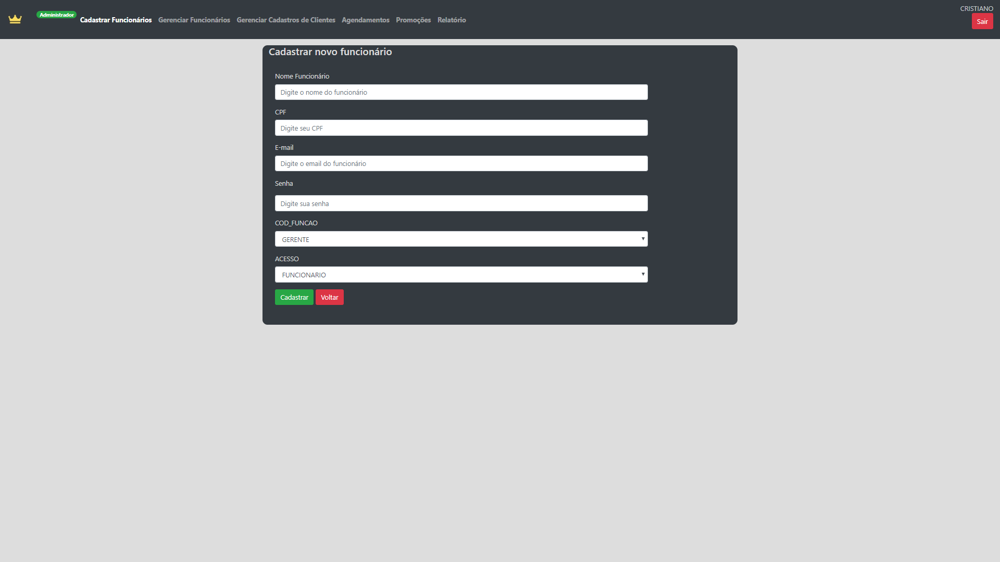 CRISTIANO
Administrador
Cadastrar Funcionários Gerenciar Funcionários Gerenciar Cadastros de Clientes Agendamentos Promoções Relatório
Sair
Cadastrar novo funcionário
Nome Funcionário
Digite o nome do funcionário
CPF
Digite seu CPF
E-mail
Digite o email do funcionário
Senha
Digite sua senha
COD_FUNCAO
GERENTE
ACESSO
FUNCIONARIO
Cadastrar Voltar